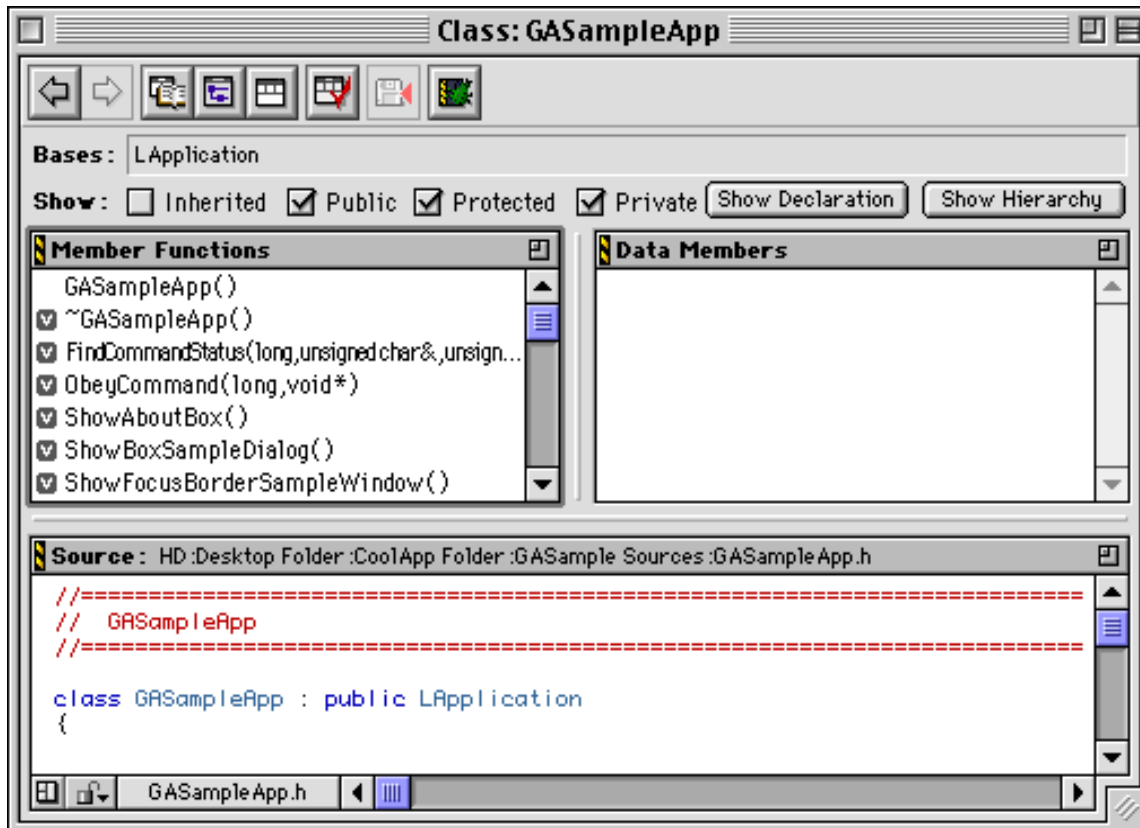 Class: GASampleApp
Bases: LApplication
Show: Inherited Public Protected Private Show Declaration Show Hierarchy
Member Functions
GASampleApp()
V ~GASampleApp()
V FindCommandStatus(long,unsigned char&,unsign...
V ObeyCommand(long,void*)
V ShowAboutBox()
V ShowBoxSampleDialog()
V ShowFocusBorderSampleWindow()
Data Members
Source: HD:Desktop Folder:CoolApp Folder:GASample Sources:GASampleApp.h
//==========================================================================
// GASampleApp
//==========================================================================
class GASampleApp : public LApplication
{
GASampleApp.h